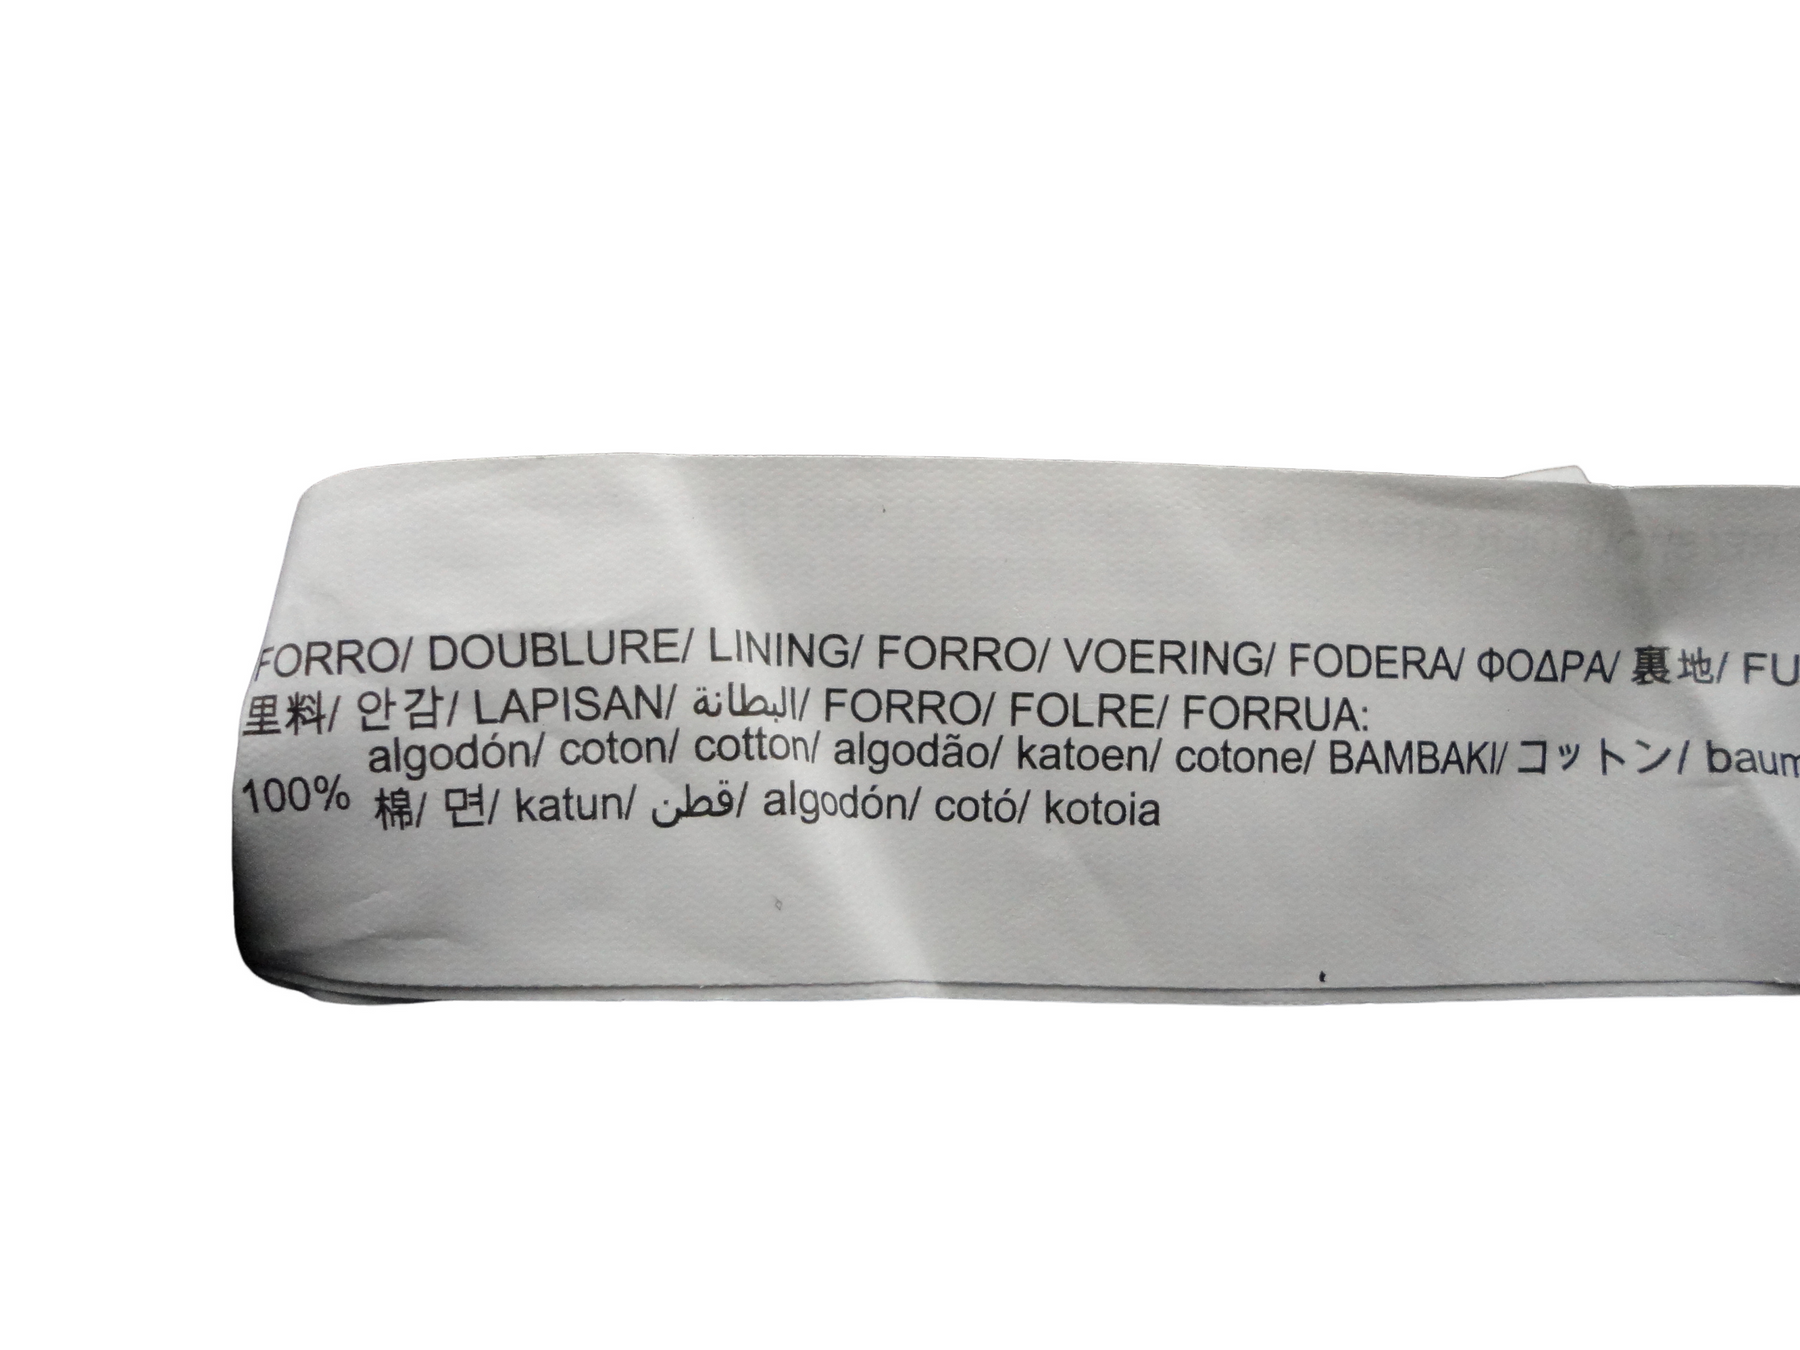 FORRO/ DOUBLURE/ LINING/ FORRO/ VOERING/ FODERA/ ΦΟΔΡΑ/ 裏地/ FU
里料/ 안감/ LAPISAN/ البطانة/ FORRO/ FOLRE/ FORRUA:
algodón/ coton/ cotton/ algodão/ katoen/ cotone/ BAMBAKI/ コットン/ baum
100% 棉/ 면/ katun/ قطن/ algodón/ cotó/ kotoia